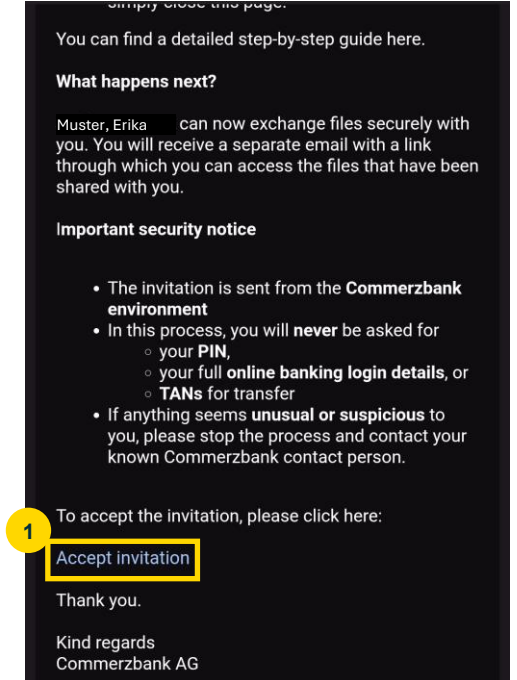 simply close this page.
You can find a detailed step-by-step guide here.
What happens next?
Muster, Erika can now exchange files securely with
you. You will receive a separate email with a link
through which you can access the files that have been
shared with you.
Important security notice
• The invitation is sent from the Commerzbank
environment
• In this process, you will never be asked for
◦ your PIN,
◦ your full online banking login details, or
◦ TANs for transfer
• If anything seems unusual or suspicious to
you, please stop the process and contact your
known Commerzbank contact person.
To accept the invitation, please click here:
1
Accept invitation
Thank you.
Kind regards
Commerzbank AG